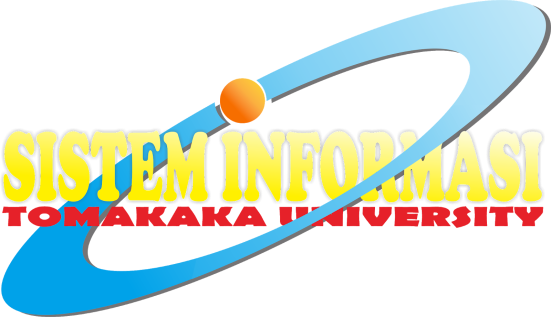 SISTEM INFORMASI
TOMAKAKA UNIVERSITY